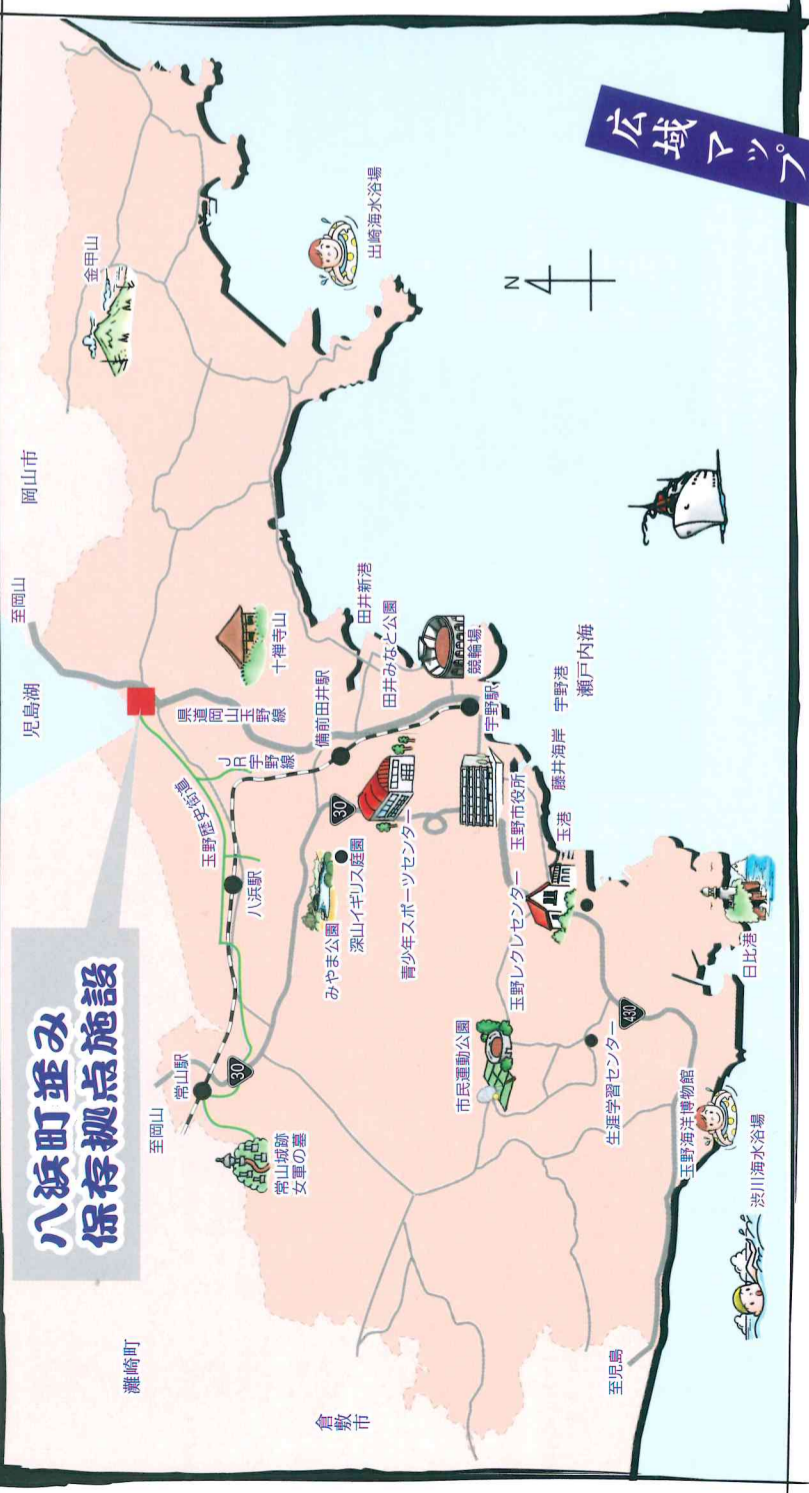 広域マップ
八浜町並み
保存拠点施設
灘崎町
児島湖
至岡山
岡山市
金甲山
至岡山
常山駅
30
常山城跡
女軍の墓
玉野歴史街道
八浜駅
JR宇野線
県道岡山玉野線
十禅寺山
備前田井駅
30
みやま公園
深山イギリス庭園
青少年スポーツセンター
田井新港
田井みなと公園
競輪場
宇野駅
出崎海水浴場
N
倉敷市
市民運動公園
玉野レクレセンター
玉野市役所
玉港
藤井海岸
宇野港
瀬戸内海
生涯学習センター
430
日比港
玉野海洋博物館
渋川海水浴場
至児島